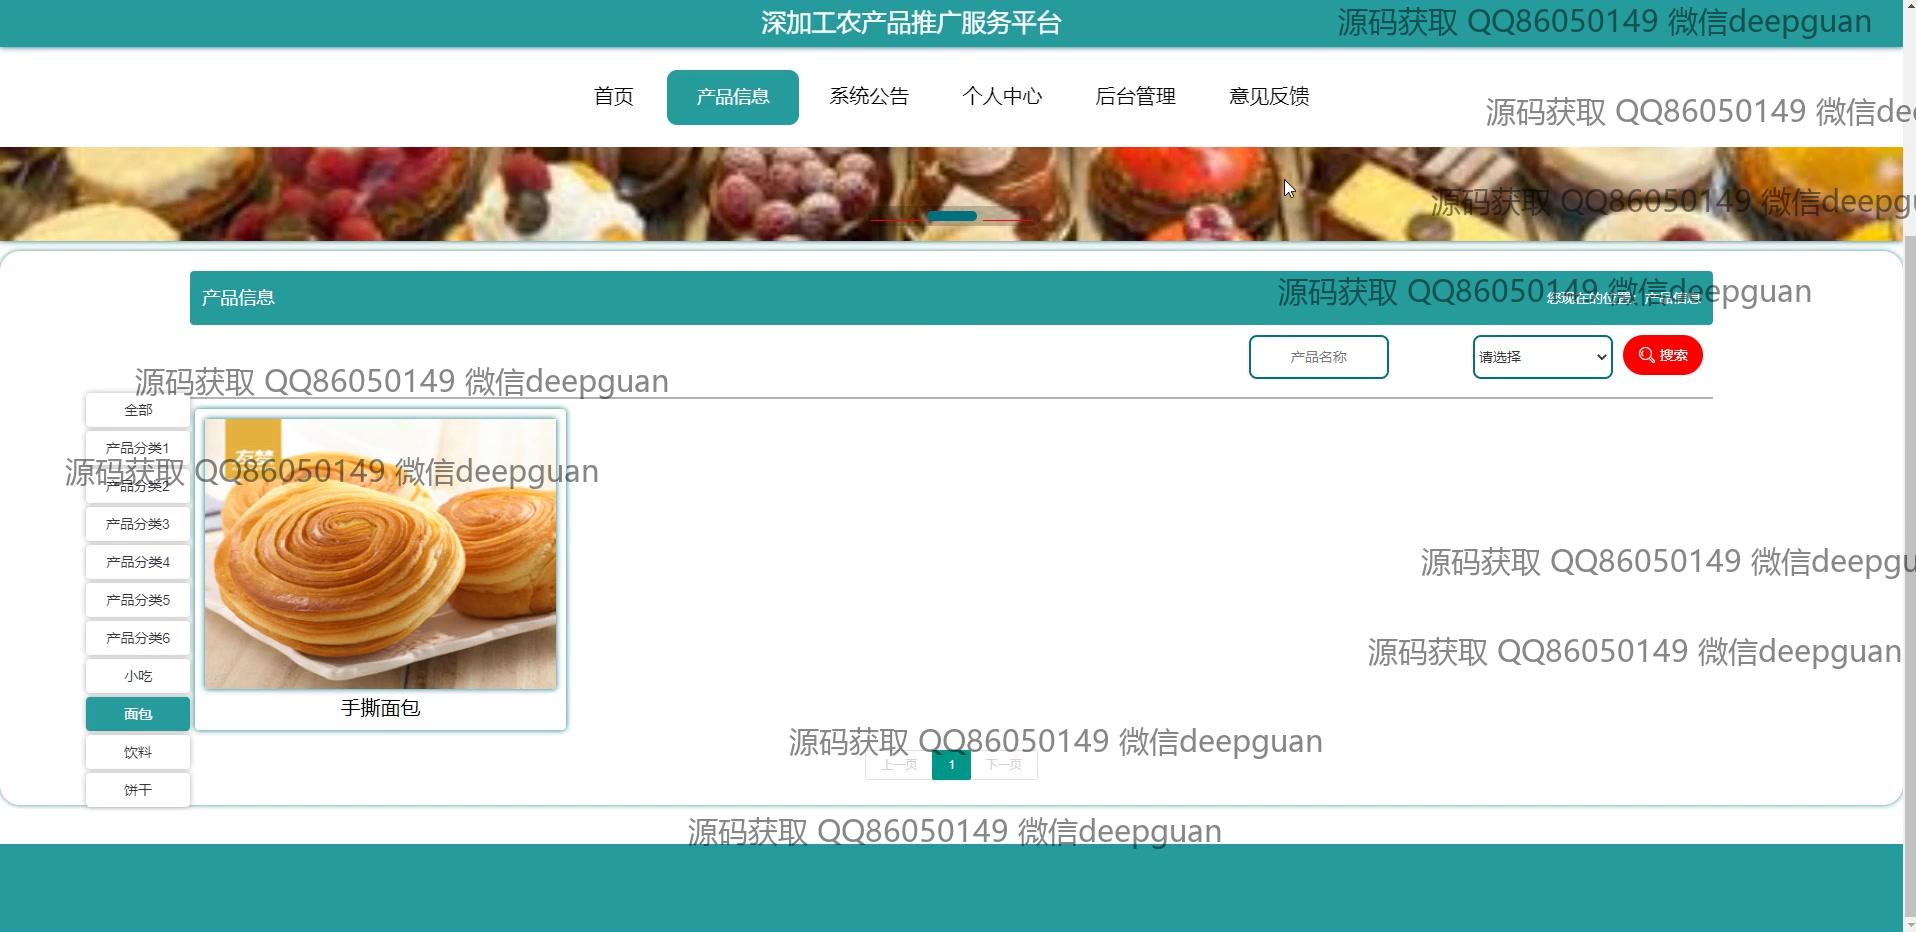 深加工农产品推广服务平台
源码获取 QQ86050149 微信deepguan
首页
产品信息
系统公告
个人中心
后台管理
意见反馈
源码获取 QQ86050149 微信dee
源码获取 QQ86050149 微信deepg
产品信息
您现在的位置：产品信息
源码获取 QQ86050149 微信deepguan
产品名称
请选择
搜索
源码获取 QQ86050149 微信deepguan
全部
产品分类1
源码获取 QQ86050149 微信deepguan
产品分类2
产品分类3
产品分类4
产品分类5
产品分类6
小吃
面包
饮料
饼干
手撕面包
源码获取 QQ86050149 微信deepgu
源码获取 QQ86050149 微信deepguan
源码获取 QQ86050149 微信deepguan
上一页
1
下一页
源码获取 QQ86050149 微信deepguan